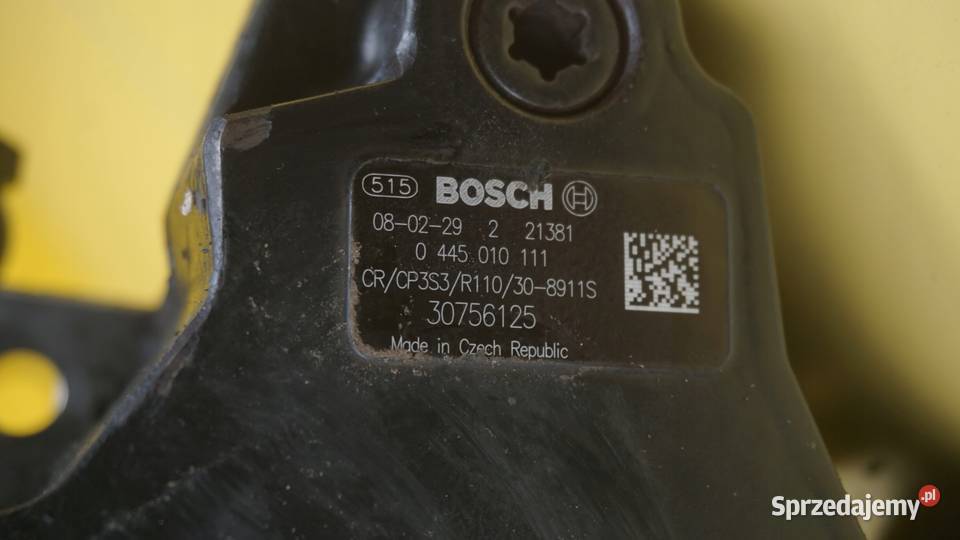 515 BOSCH
08-02-29 2 21381
0 445 010 111
CR/CP3S3/R110/30-8911S
30756125
Made in Czech Republic
Sprzedajemy.pl